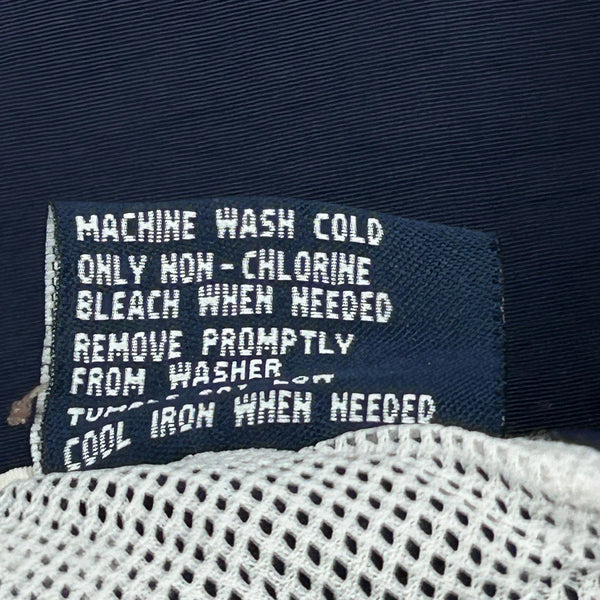 MACHINE WASH COLD
ONLY NON-CHLORINE
BLEACH WHEN NEEDED
REMOVE PROMPTLY
FROM WASHER
COOL IRON WHEN NEEDED